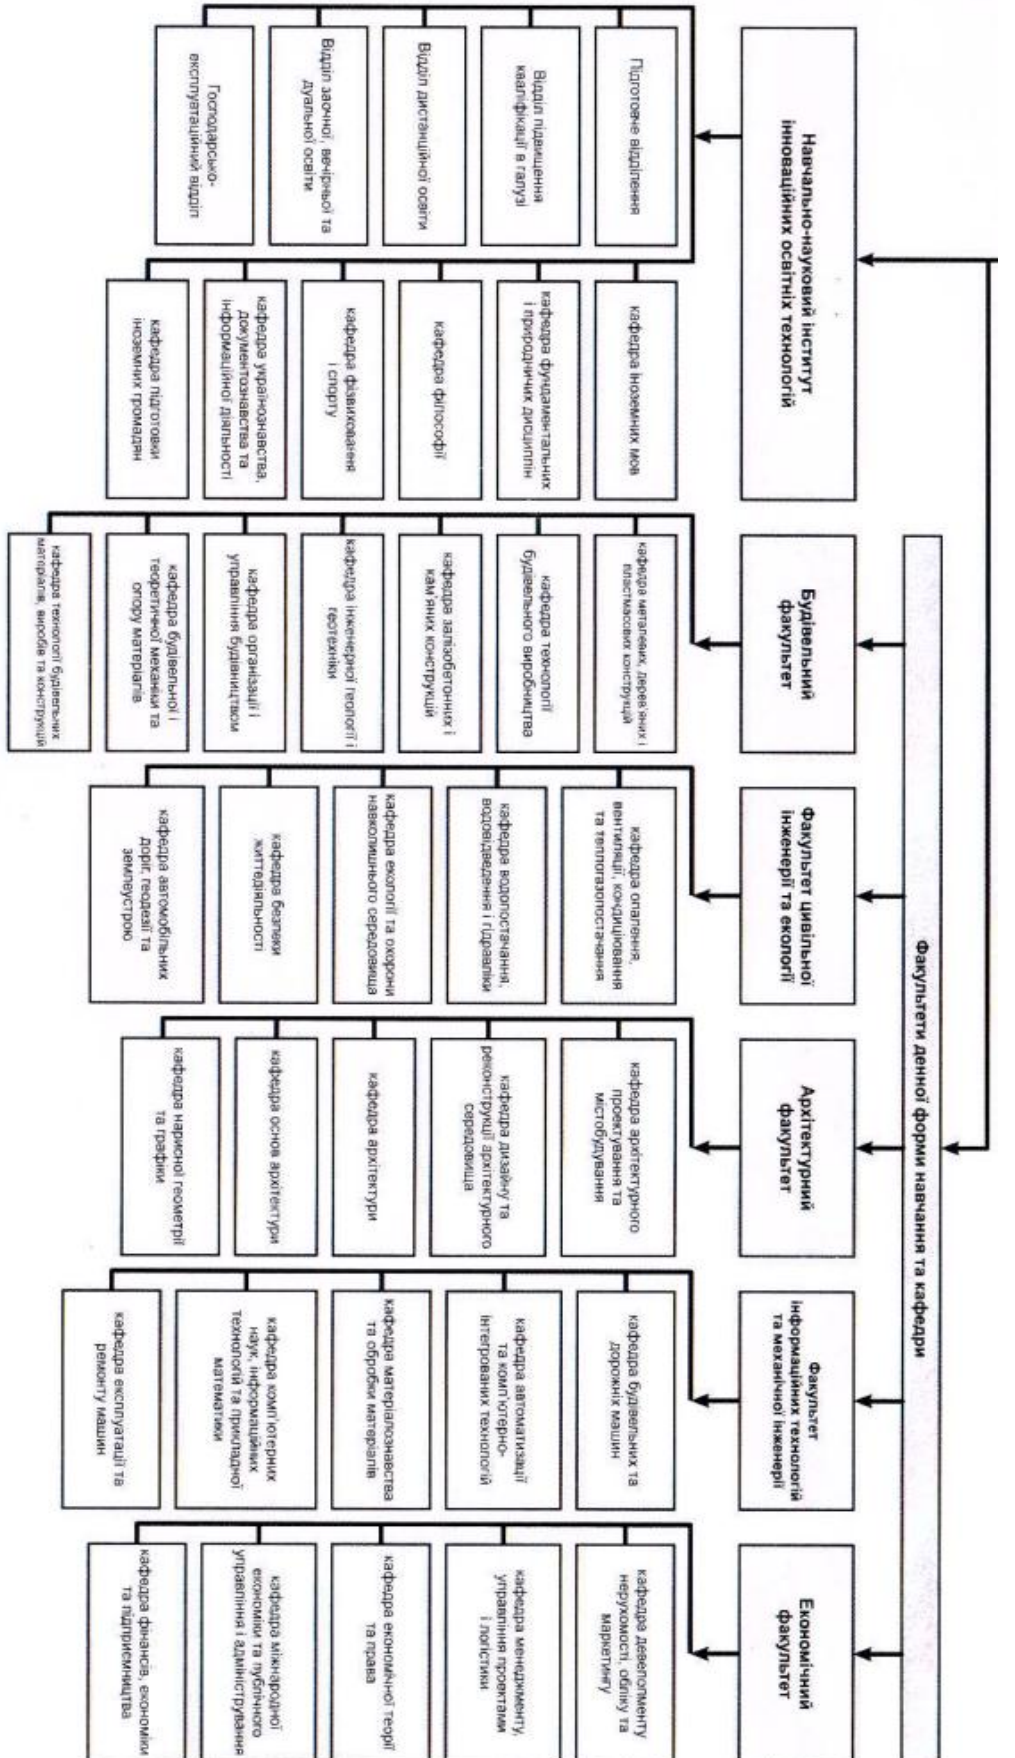 Факультети денної форми навчання та кафедри
Навчально-науковий інститут
інноваційних освітніх технологій
Підготовче відділення
Відділ підвищення
кваліфікації в галузі
Відділ дистанційної освіти
Відділ заочної, вечірньої та
дуальної освіти
Господарсько-
експлуатаційний відділ
кафедра іноземних мов
кафедра фундаментальних
і природничих дисциплін
кафедра філософії
кафедра фізвиховання
і спорту
кафедра українознавства,
документознавства та
інформаційної діяльності
кафедра підготовки
іноземних громадян
Будівельний
факультет
кафедра металевих, дерев'яних і
пластмасових конструкцій
кафедра технології
будівельного виробництва
кафедра залізобетонних і
кам'яних конструкцій
кафедра інженерної геології і
геотехніки
кафедра організації і
управління будівництвом
кафедра будівельної і
теоретичної механіки та
опору матеріалів
кафедра технології будівельних
матеріалів, виробів та конструкцій
Факультет цивільної
інженерії та екології
кафедра опалення,
вентиляції, кондиціювання
та теплогазопостачання
кафедра водопостачання,
водовідведення і гідравліки
кафедра екології та охорони
навколишнього середовища
кафедра безпеки
життєдіяльності
кафедра автомобільних
доріг, геодезії та
землеустрою
Архітектурний
факультет
кафедра архітектурного
проектування та
містобудування
кафедра дизайну та
реконструкції архітектурного
середовища
кафедра архітектури
кафедра основ архітектури
кафедра нарисної геометрії
та графіки
Факультет
інформаційних технологій
та механічної інженерії
кафедра будівельних та
дорожніх машин
кафедра автоматизації
та комп'ютерно-
інтегрованих технологій
кафедра матеріалознавства
та обробки матеріалів
кафедра комп'ютерних
наук, інформаційних
технологій та прикладної
математики
кафедра експлуатації та
ремонту машин
Економічний
факультет
кафедра девелопменту
нерухомості, обліку та
маркетингу
кафедра менеджменту,
управління проектами
і логістики
кафедра економічної теорії
та права
кафедра міжнародної
економіки та публічного
управління і адміністрування
кафедра фінансів, економіки
та підприємництва